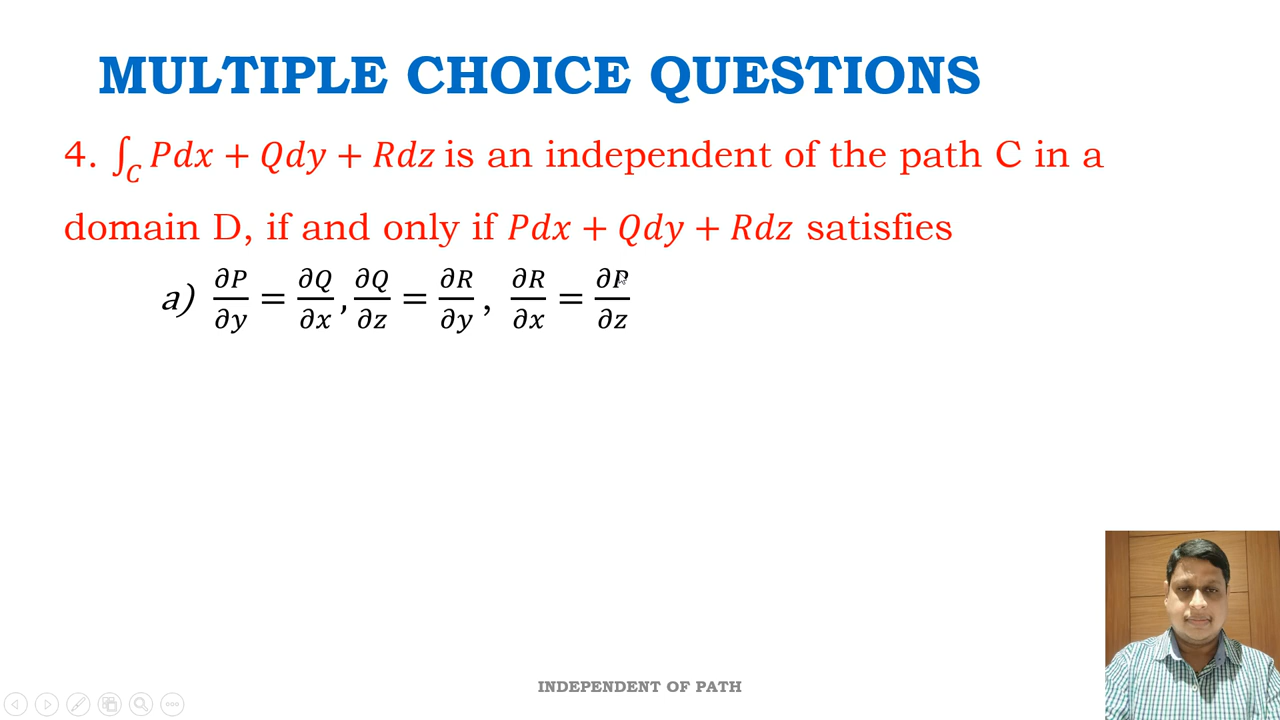 MULTIPLE CHOICE QUESTIONS
4. ∫_C Pdx + Qdy + Rdz is an independent of the path C in a
domain D, if and only if Pdx + Qdy + Rdz satisfies
a) ∂P/∂y = ∂Q/∂x, ∂Q/∂z = ∂R/∂y, ∂R/∂x = ∂P/∂z
INDEPENDENT OF PATH